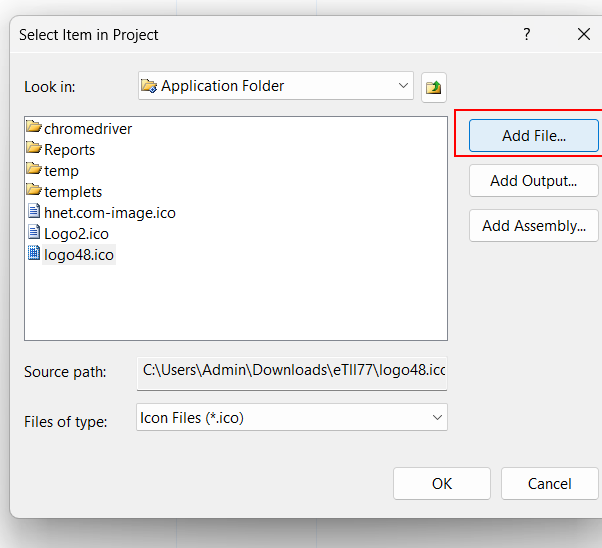 Select Item in Project
?
Look in:
Application Folder
chromedriver
Reports
temp
templets
hnet.com-image.ico
Logo2.ico
logo48.ico
Add File...
Add Output...
Add Assembly...
Source path:
C:\Users\Admin\Downloads\eTII77\logo48.ico
Files of type:
Icon Files (*.ico)
OK
Cancel